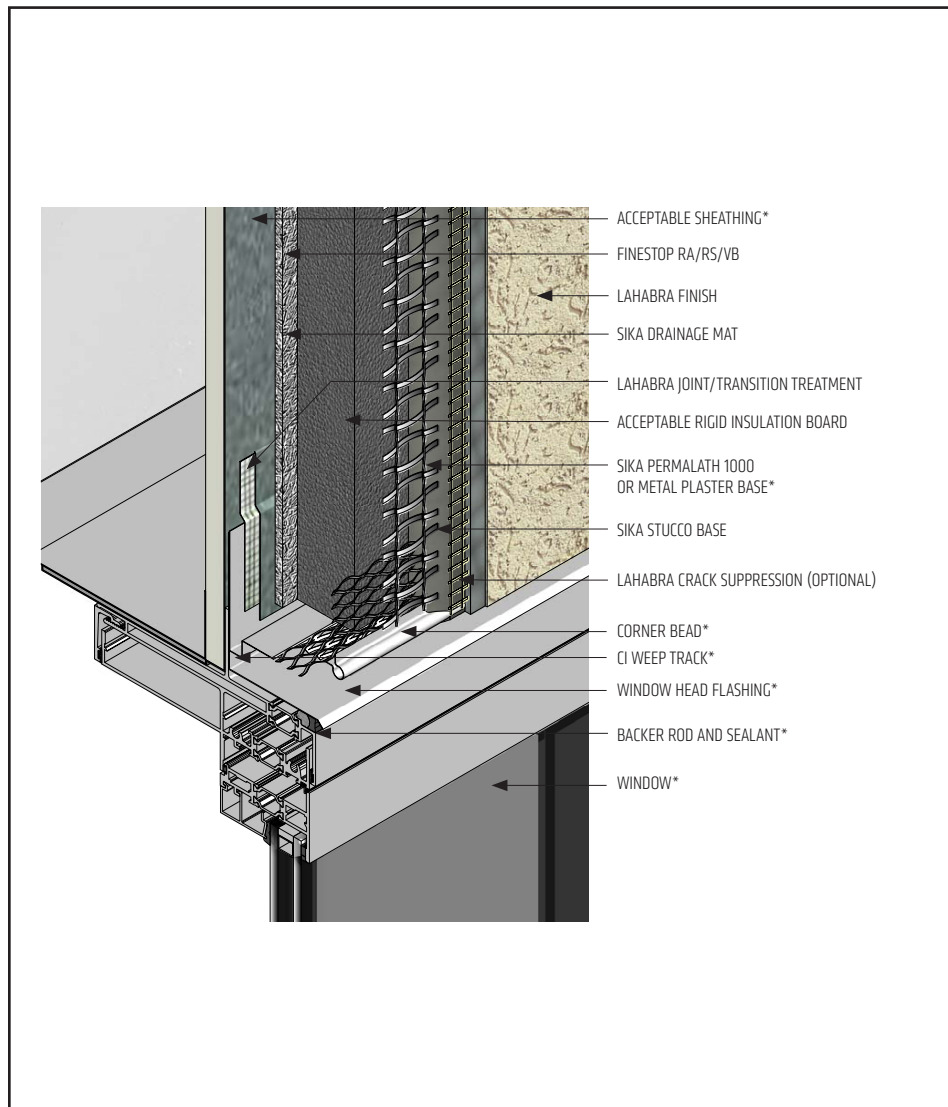 ACCEPTABLE SHEATHING*
FINESTOP RA/RS/VB
LAHABRA FINISH
SIKA DRAINAGE MAT
LAHABRA JOINT/TRANSITION TREATMENT
ACCEPTABLE RIGID INSULATION BOARD
SIKA PERMALATH 1000
OR METAL PLASTER BASE*
SIKA STUCCO BASE
LAHABRA CRACK SUPPRESSION (OPTIONAL)
CORNER BEAD*
CI WEEP TRACK*
WINDOW HEAD FLASHING*
BACKER ROD AND SEALANT*
WINDOW*